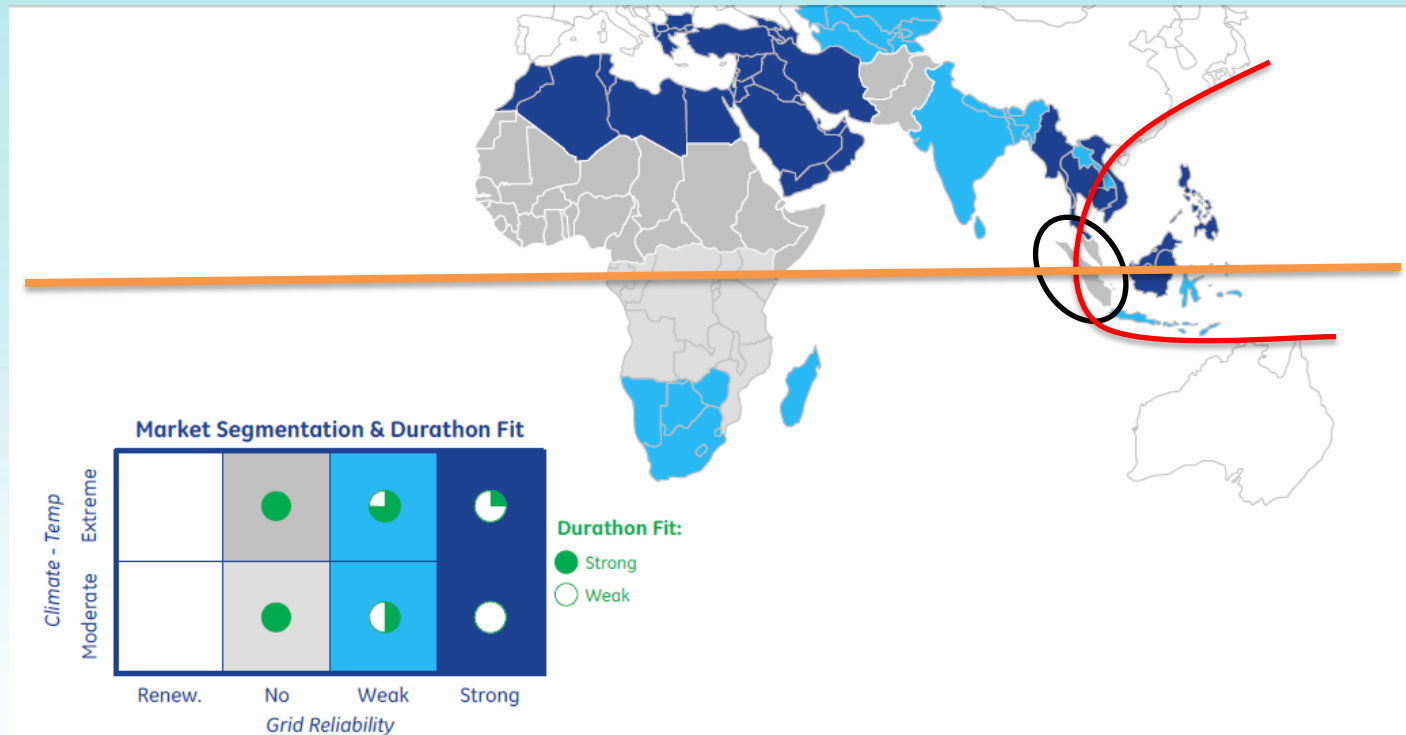 Market Segmentation & Durathon Fit
Climate - Temp
Extreme
Moderate
Durathon Fit:
Strong
Weak
Renew.
No
Weak
Strong
Grid Reliability